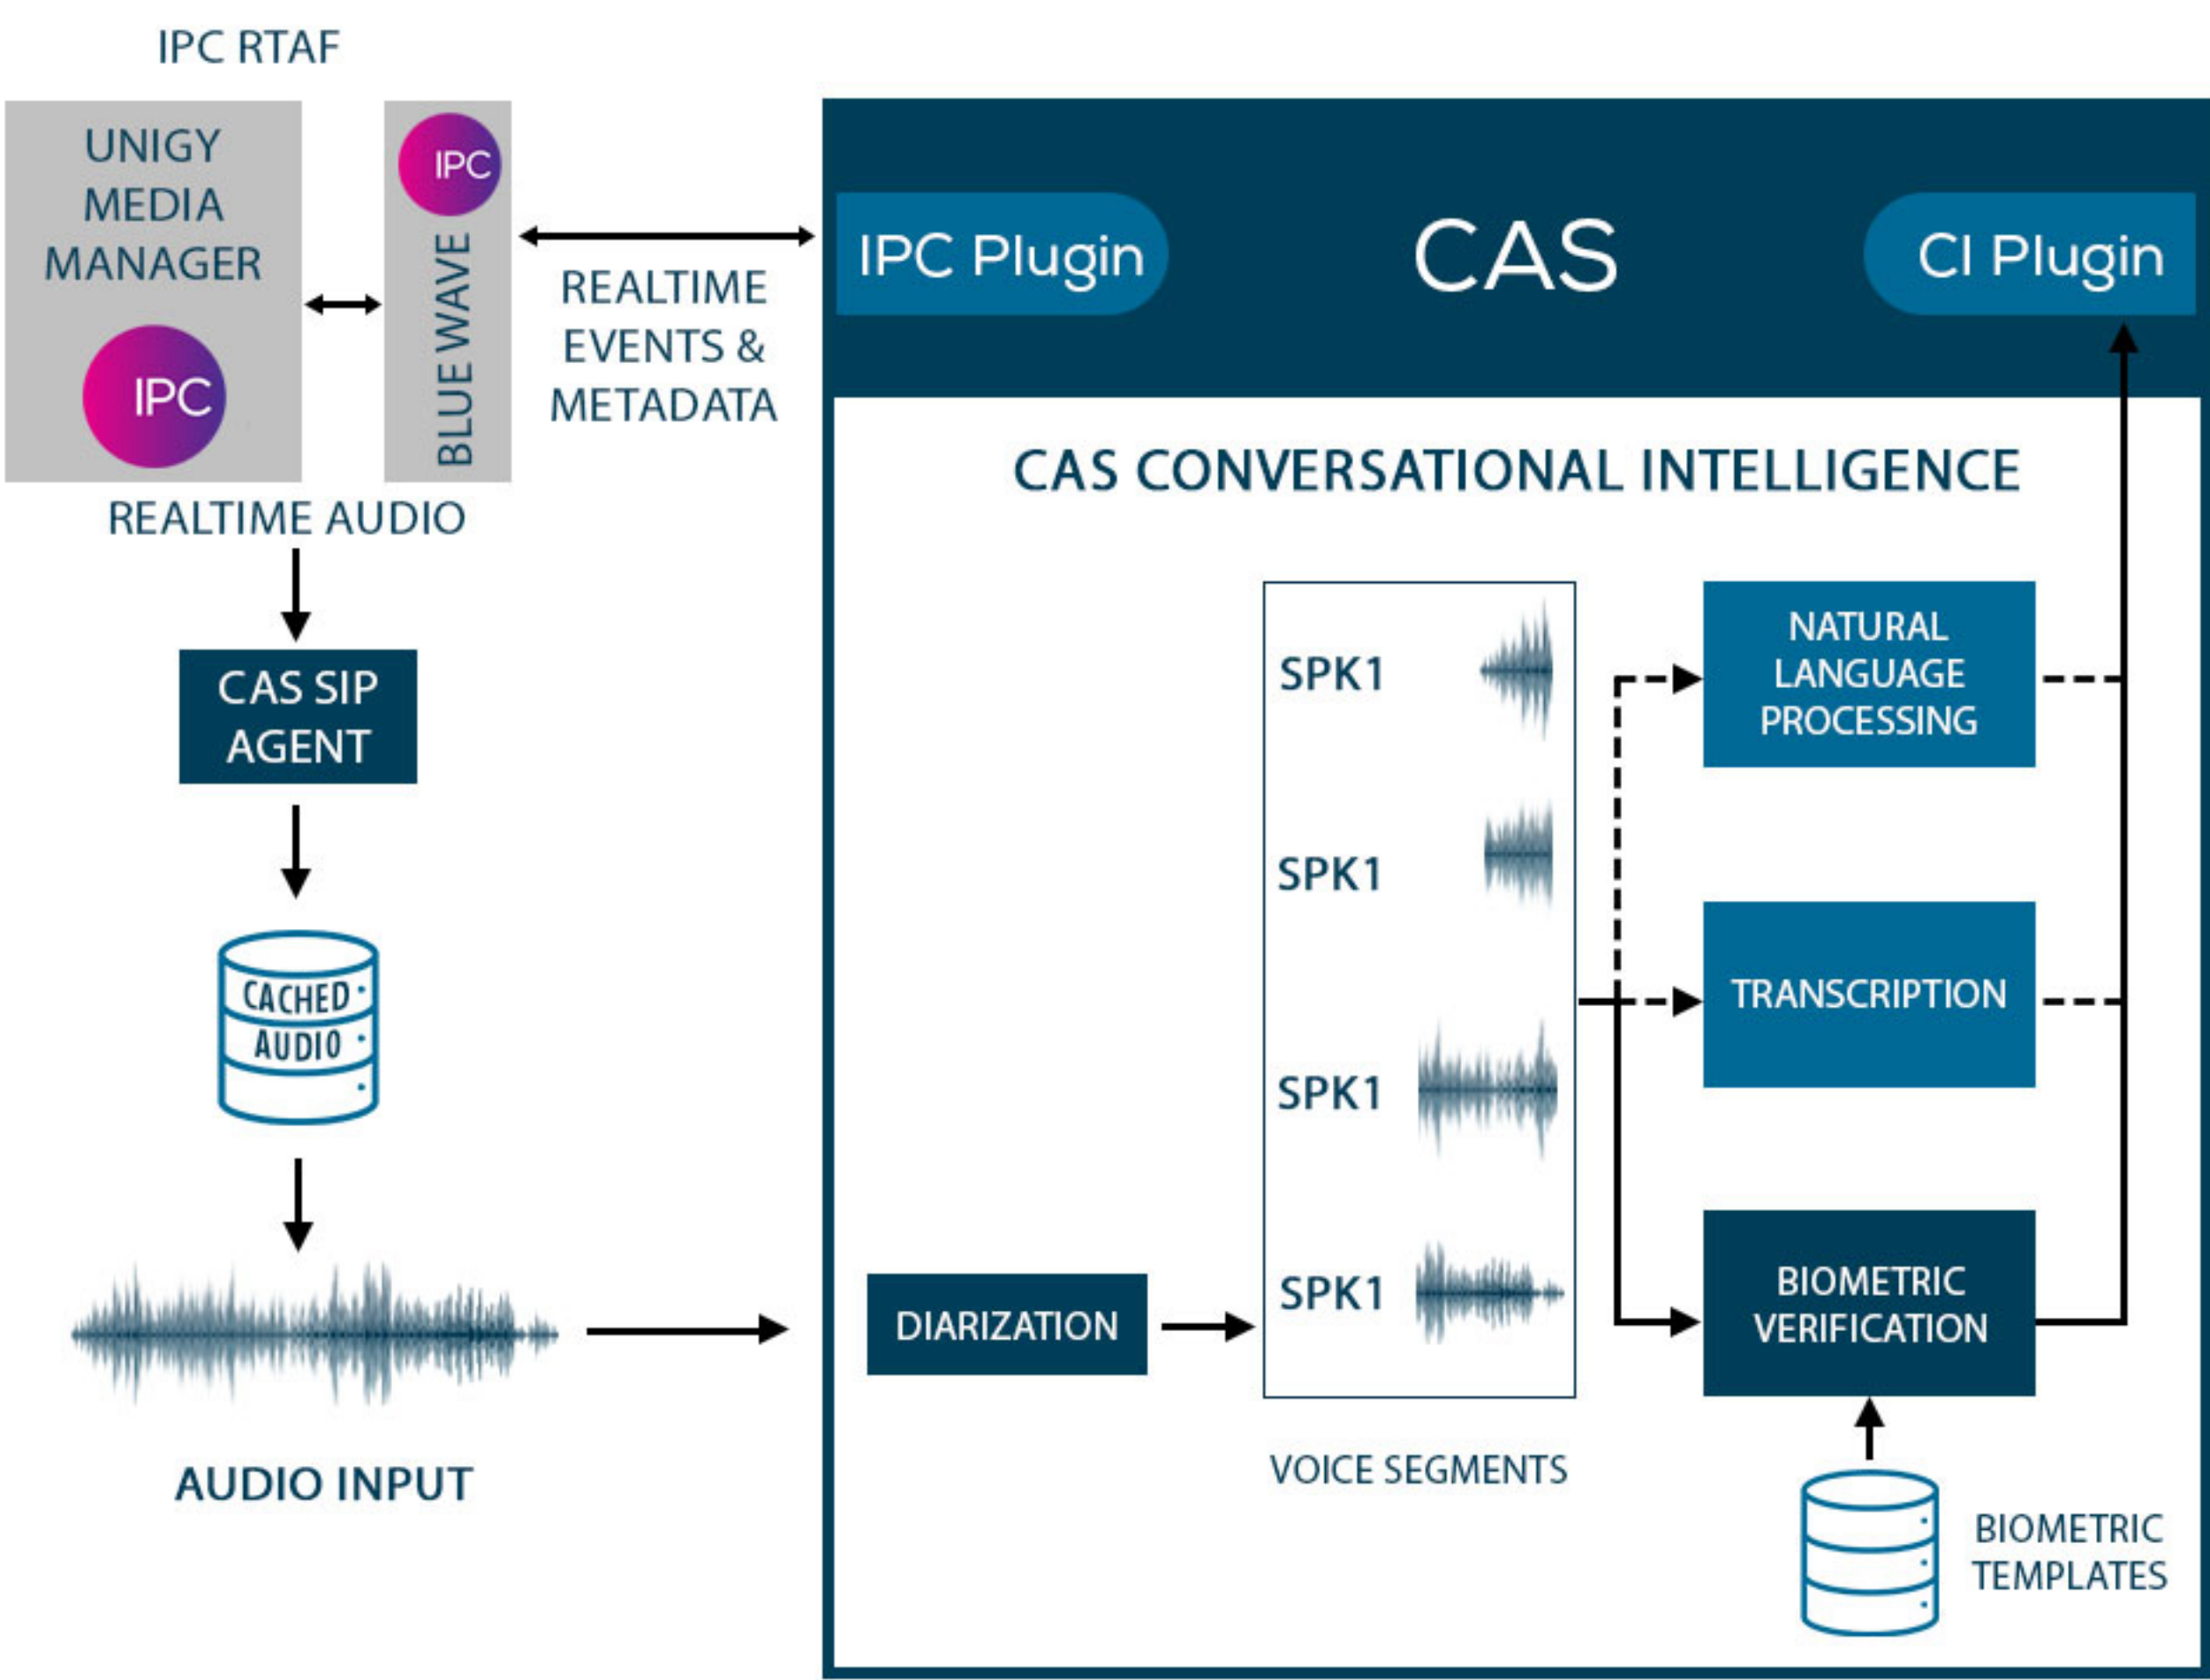 IPC RTAF
UNIGY
MEDIA
MANAGER
IPC
IPC
BLUE WAVE
REALTIME
EVENTS &
METADATA
REALTIME AUDIO
CAS SIP
AGENT
CACHED
AUDIO
AUDIO INPUT
IPC Plugin
CAS
CI Plugin
CAS CONVERSATIONAL INTELLIGENCE
DIARIZATION
SPK1
SPK1
SPK1
SPK1
VOICE SEGMENTS
NATURAL
LANGUAGE
PROCESSING
TRANSCRIPTION
BIOMETRIC
VERIFICATION
BIOMETRIC
TEMPLATES